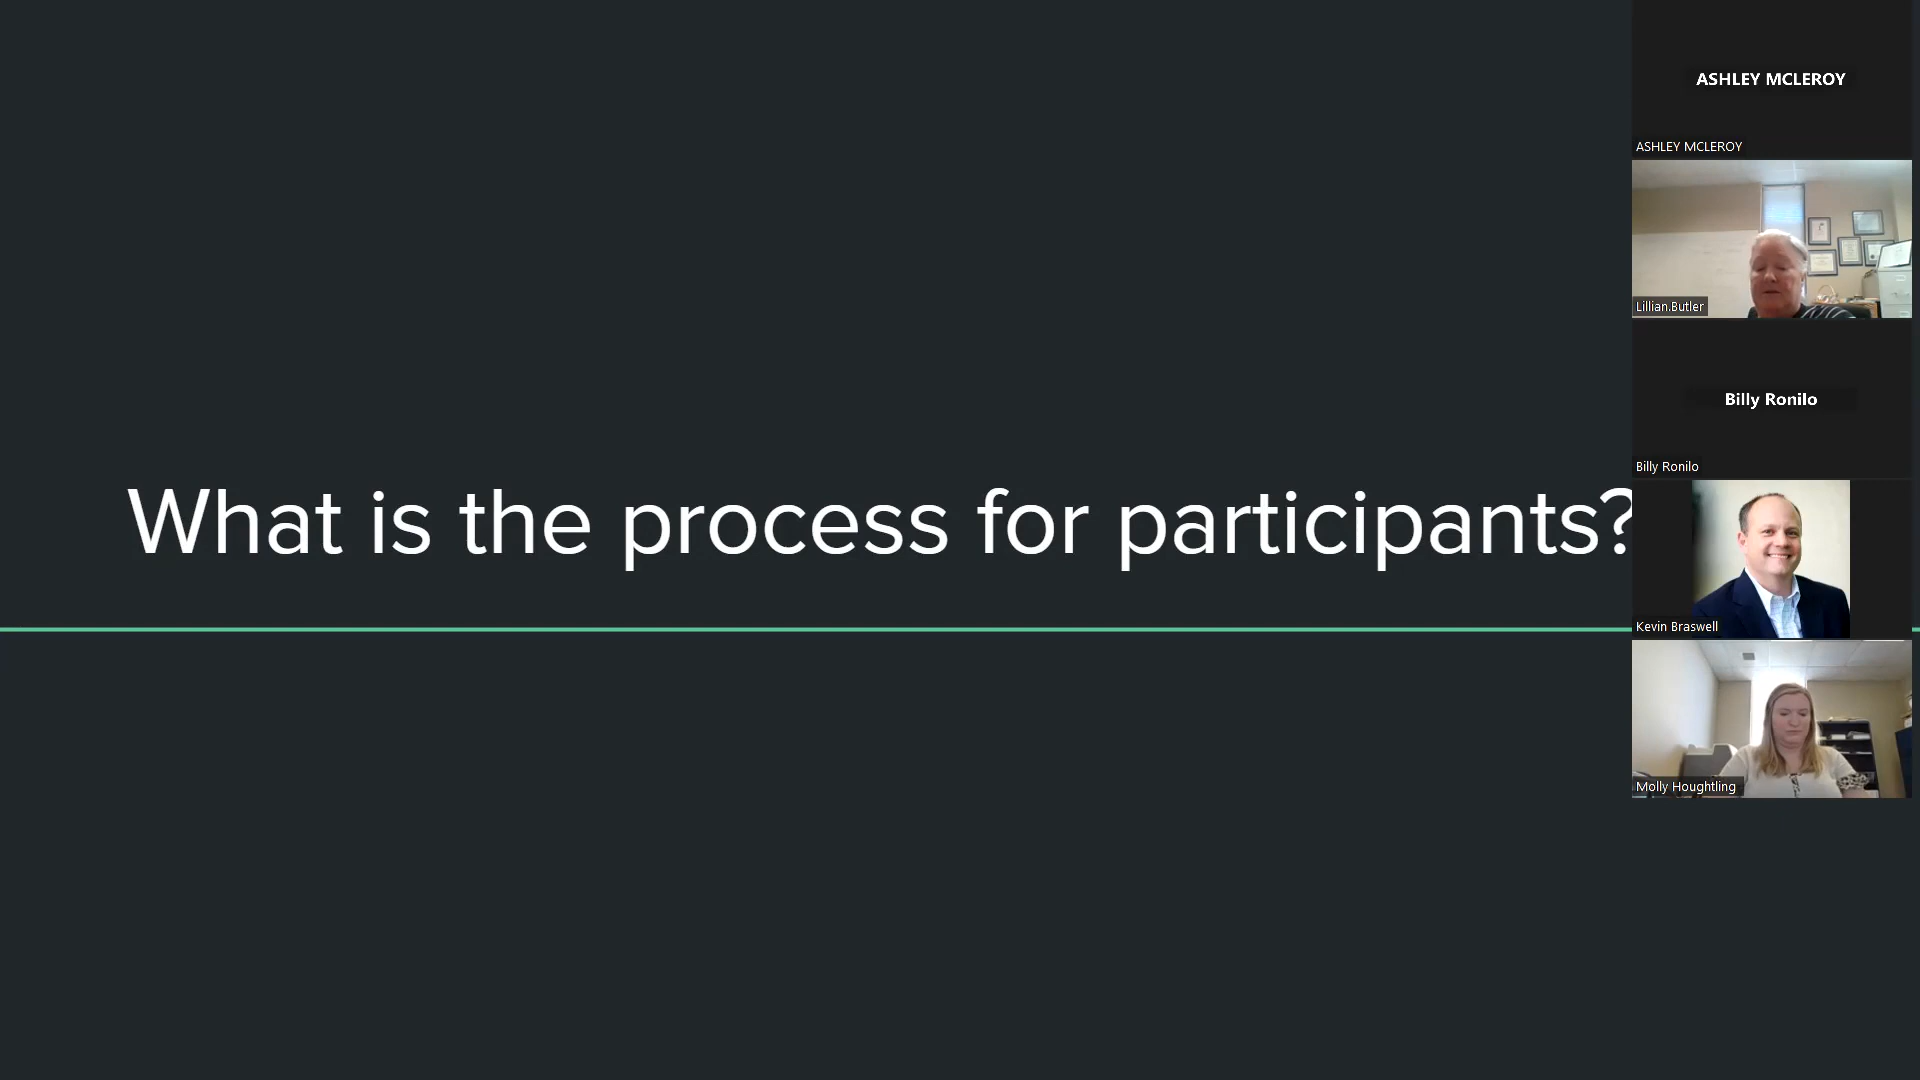 ASHLEY MCLEROY
ASHLEY MCLEROY
Lillian.Butler
Billy Ronilo
Billy Ronilo
What is the process for participants?
Kevin Braswell
Molly Houghtling